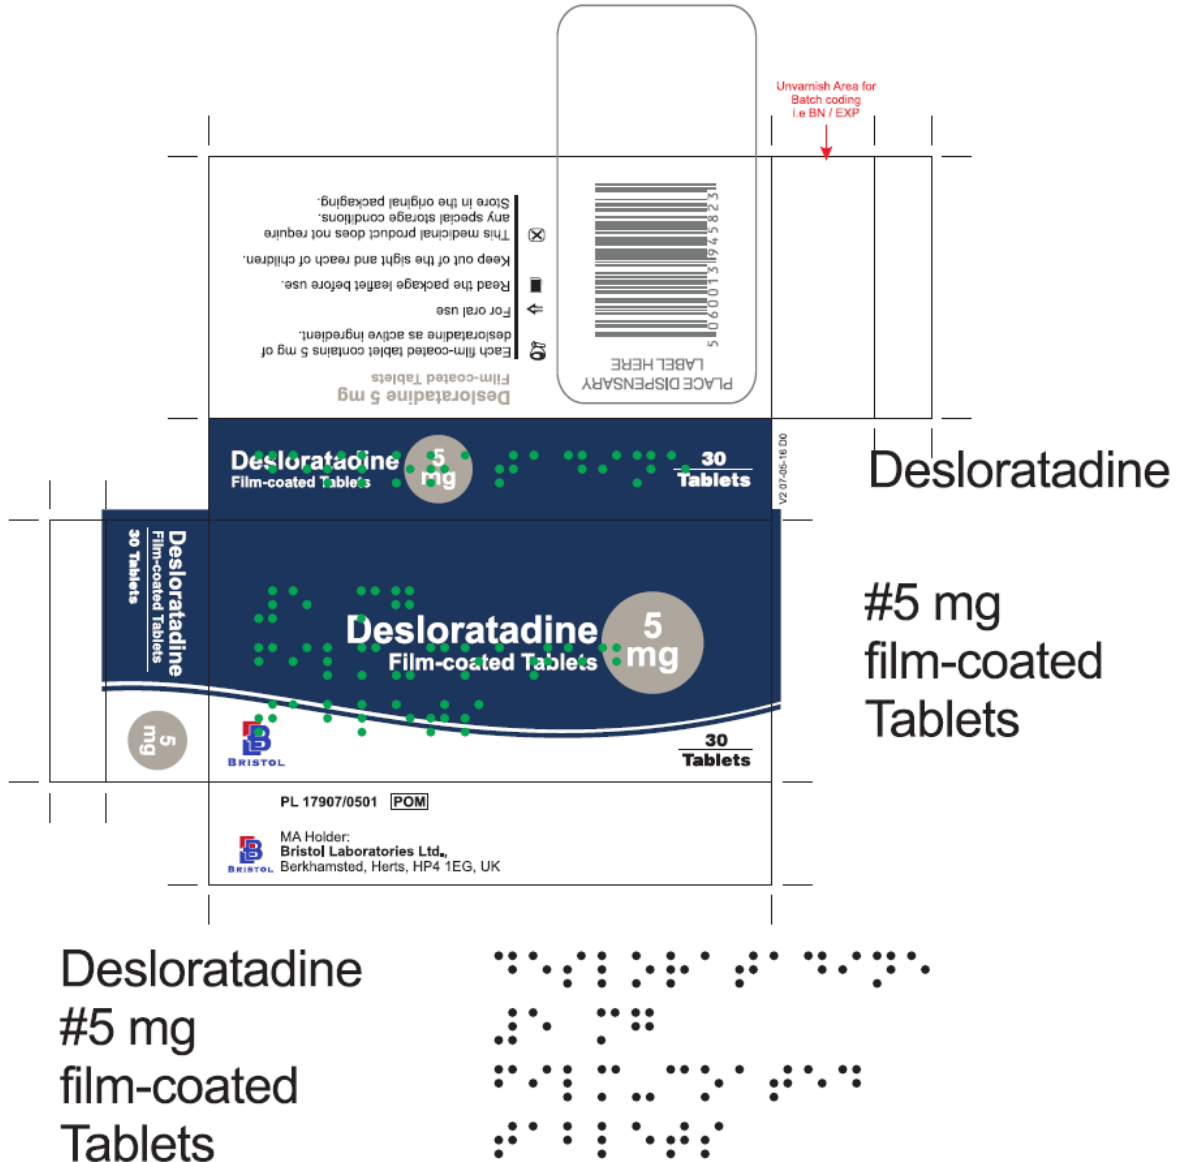 Unvarnish Area for
Batch coding
i.e BN / EXP
PLACE DISPENSARY
LABEL HERE
5060013945823
Desloratadine 5 mg
Film-coated Tablets
Each film-coated tablet contains 5 mg of
desloratadine as active ingredient.
For oral use
Read the package leaflet before use.
Keep out of the sight and reach of children.
This medicinal product does not require
any special storage conditions.
Store in the original packaging.
Desloratadine
Film-coated Tablets
5
mg
30
Tablets
V2 07-05-16 D0
Desloratadine
#5 mg
film-coated
Tablets
Desloratadine
Film-coated Tablets
30 Tablets
5
mg
Desloratadine
Film-coated Tablets
5
mg
BRISTOL
30
Tablets
PL 17907/0501 POM
MA Holder:
Bristol Laboratories Ltd.,
Berkhamsted, Herts, HP4 1EG, UK
BRISTOL
Desloratadine
#5 mg
film-coated
Tablets
⠙⠑⠎⠇⠕⠗⠁⠞⠁⠙⠊⠝⠑
⠼⠑ ⠍⠛
⠋⠊⠇⠍⠤⠉⠕⠁⠞⠑⠙
⠞⠁⠃⠇⠑⠞⠎